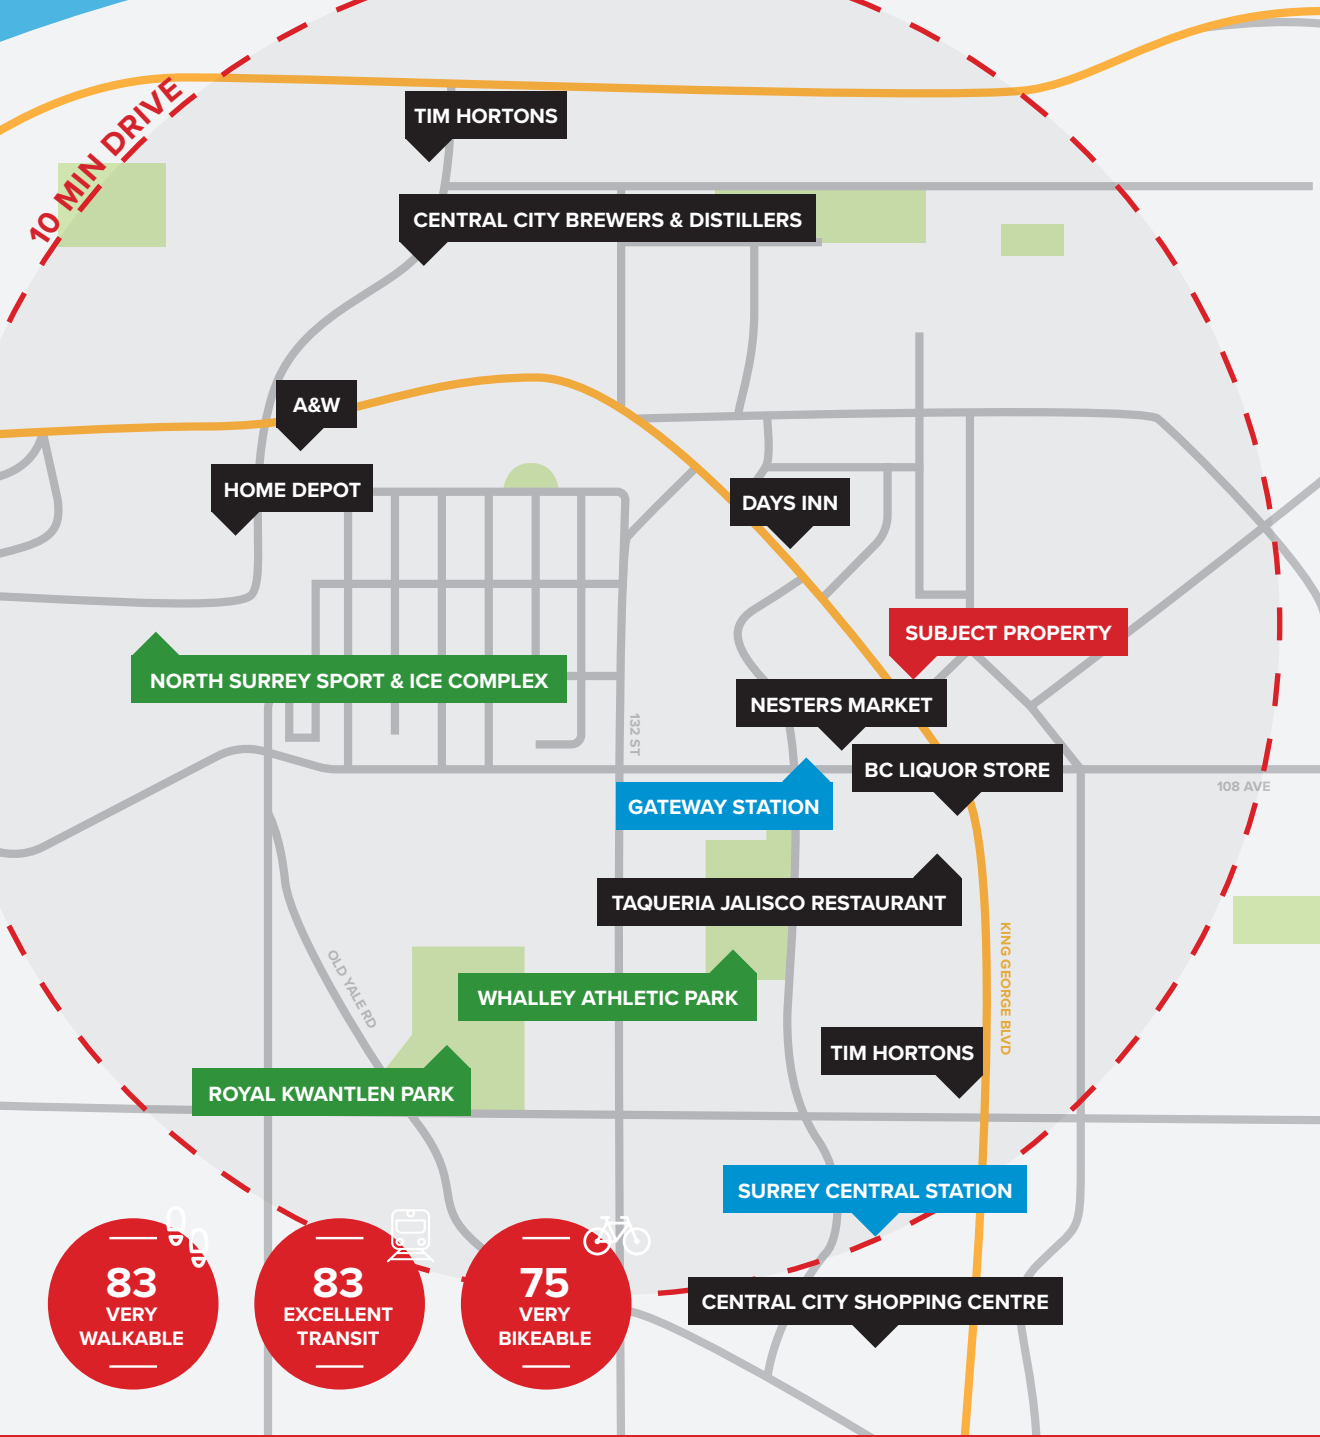 10 MIN DRIVE
TIM HORTONS
CENTRAL CITY BREWERS & DISTILLERS
A&W
HOME DEPOT
DAYS INN
SUBJECT PROPERTY
NORTH SURREY SPORT & ICE COMPLEX
NESTERS MARKET
132 ST
BC LIQUOR STORE
108 AVE
GATEWAY STATION
TAQUERIA JALISCO RESTAURANT
KING GEORGE BLVD
OLD YALE RD
WHALLEY ATHLETIC PARK
TIM HORTONS
ROYAL KWANTLEN PARK
SURREY CENTRAL STATION
CENTRAL CITY SHOPPING CENTRE
83
VERY
WALKABLE
83
EXCELLENT
TRANSIT
75
VERY
BIKEABLE